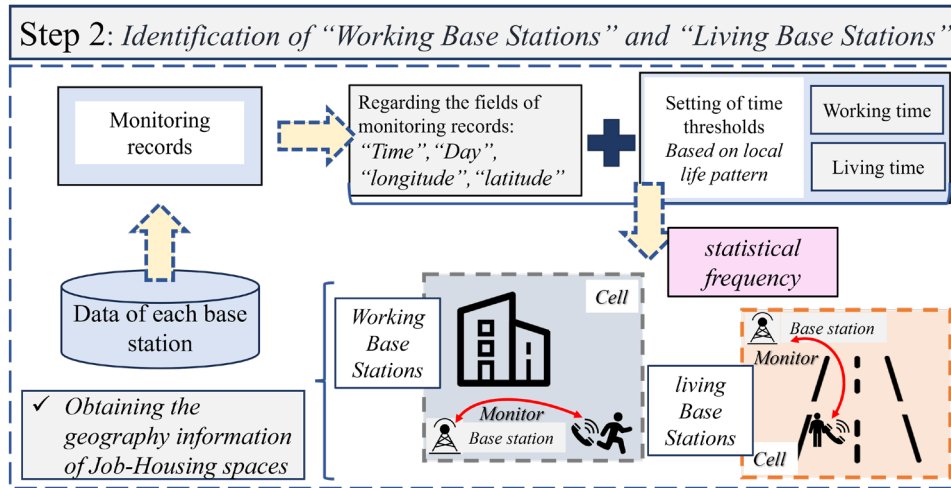 Step 2: Identification of “Working Base Stations” and “Living Base Stations”
Monitoring
records
Regarding the fields of
monitoring records:
“Time”,“Day”,
“longitude”,“latitude”
Setting of time
thresholds
Based on local
life pattern
Working time
Living time
statistical
frequency
Data of each base
station
✓ Obtaining the
geography information
of Job-Housing spaces
Working
Base
Stations
Cell
Monitor
Base station
living
Base
Stations
Base station
Monitor
Cell